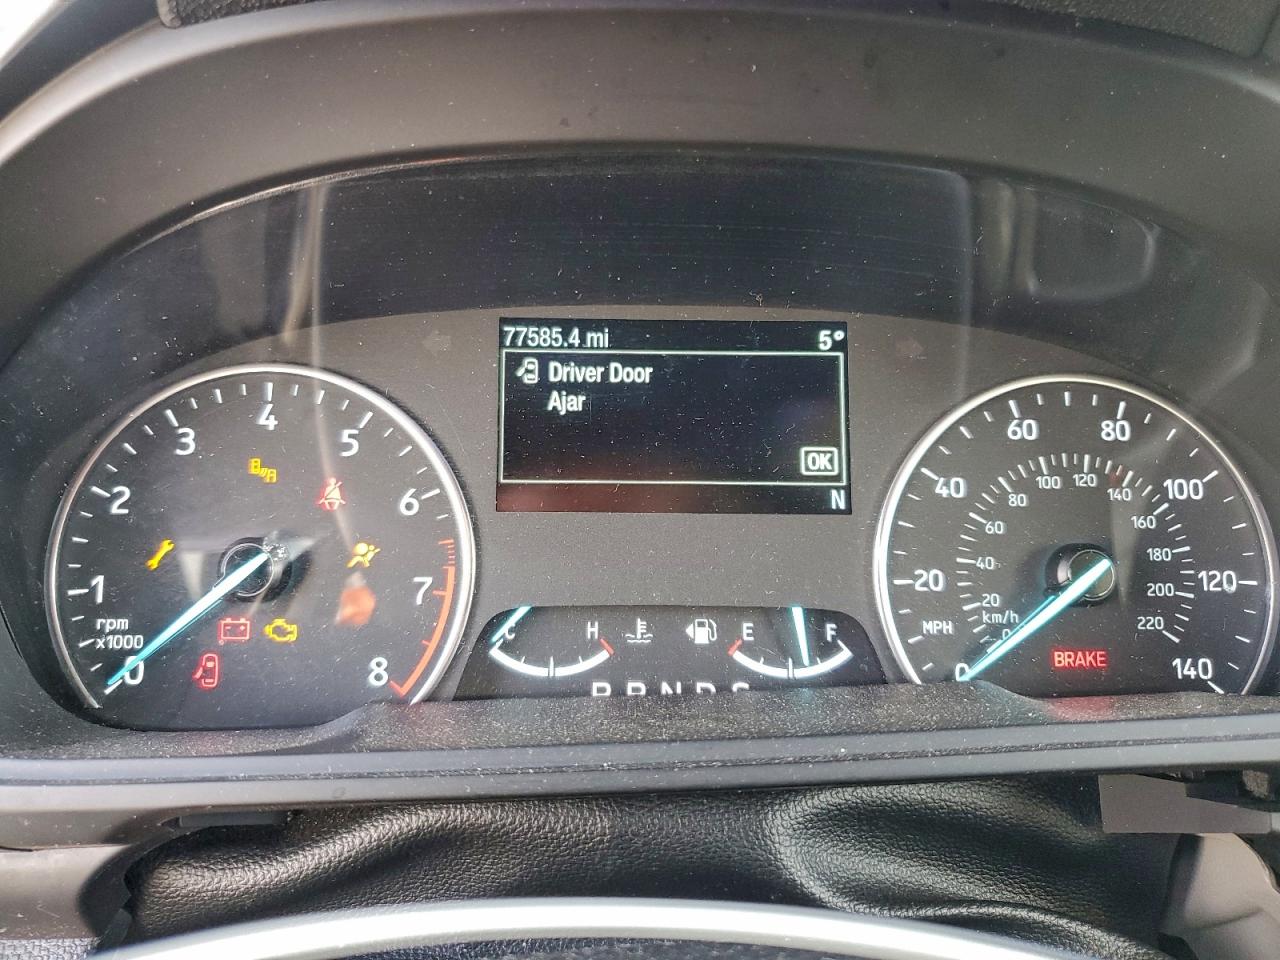 77585.4 mi 5°
Driver Door
Ajar
OK
N
0 1 2 3 4 5 6 7 8
rpm
x1000
C H E F
P R N D S
0 20 40 60 80 100 120 140
MPH
0 20 40 60 80 100 120 140 160 180 200 220
km/h
BRAKE